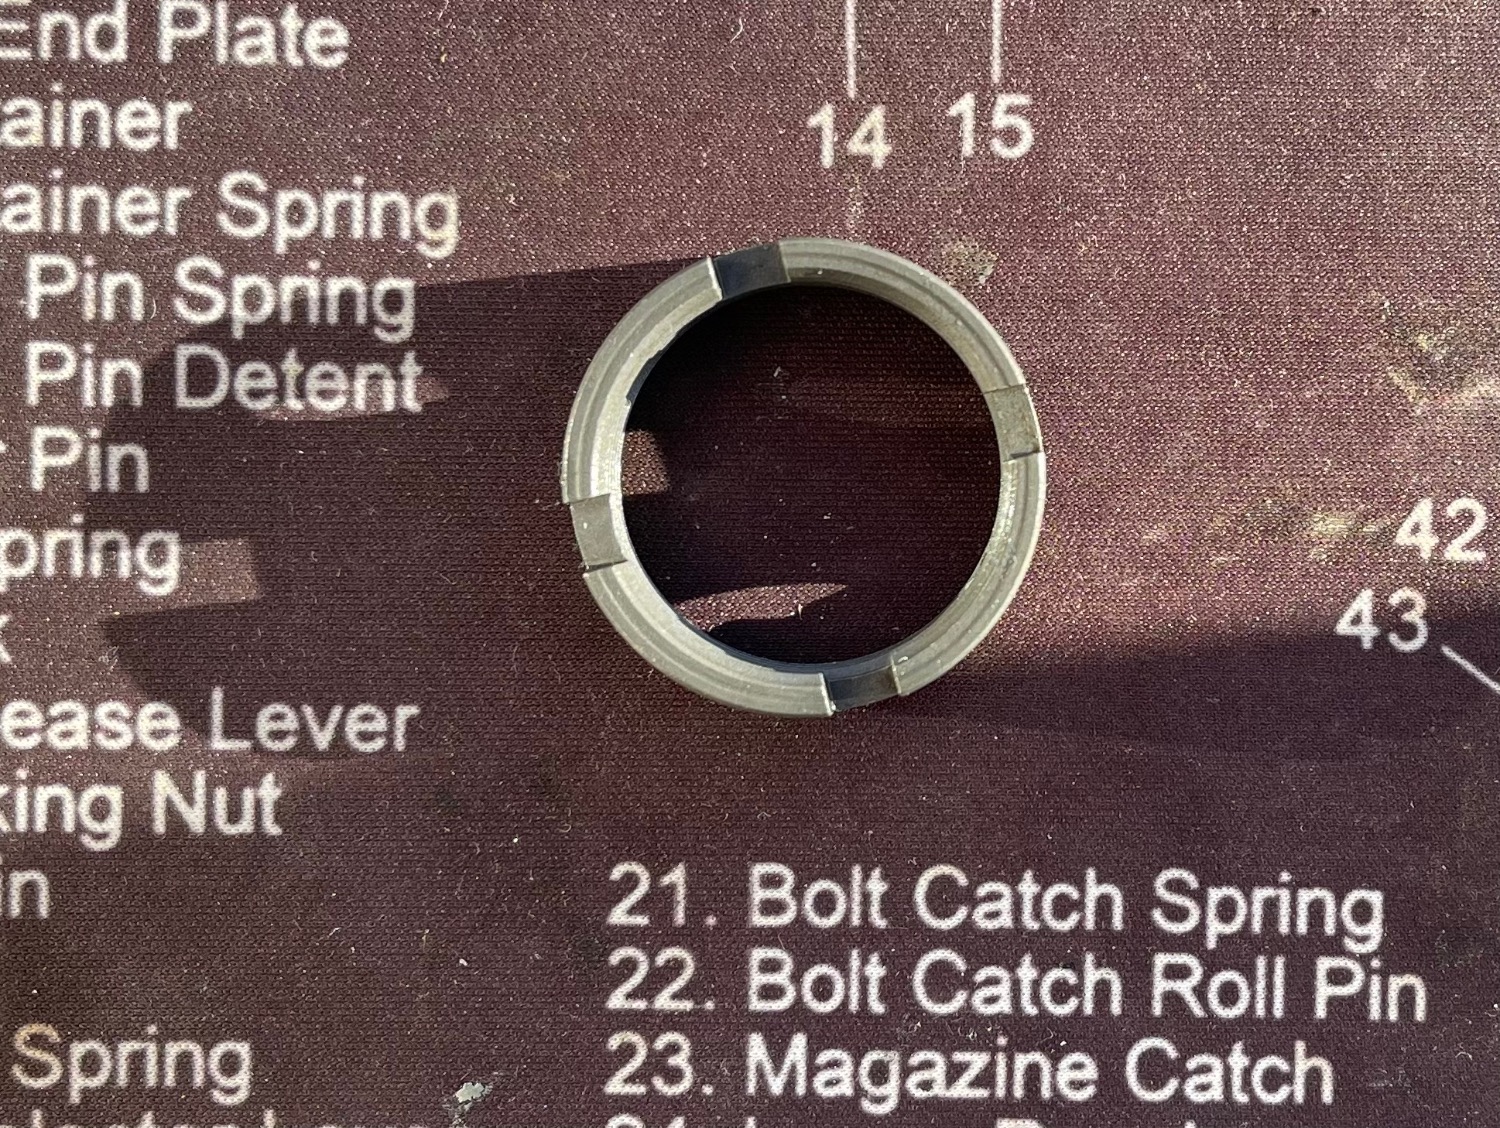 End Plate
ainer
ainer Spring
Pin Spring
Pin Detent
Pin
pring
ease Lever
king Nut
in
Spring
14 15
42
43
21. Bolt Catch Spring
22. Bolt Catch Roll Pin
23. Magazine Catch